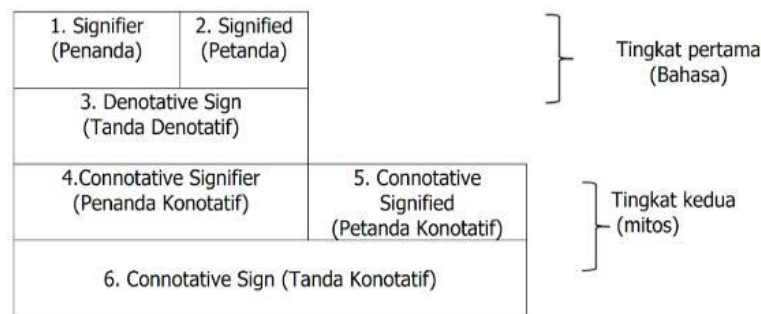 1. Signifier
(Penanda)
2. Signified
(Petanda)
Tingkat pertama
(Bahasa)
3. Denotative Sign
(Tanda Denotatif)
4.Connotative Signifier
(Penanda Konotatif)
5. Connotative
Signified
(Petanda Konotatif)
Tingkat kedua
(mitos)
6. Connotative Sign (Tanda Konotatif)